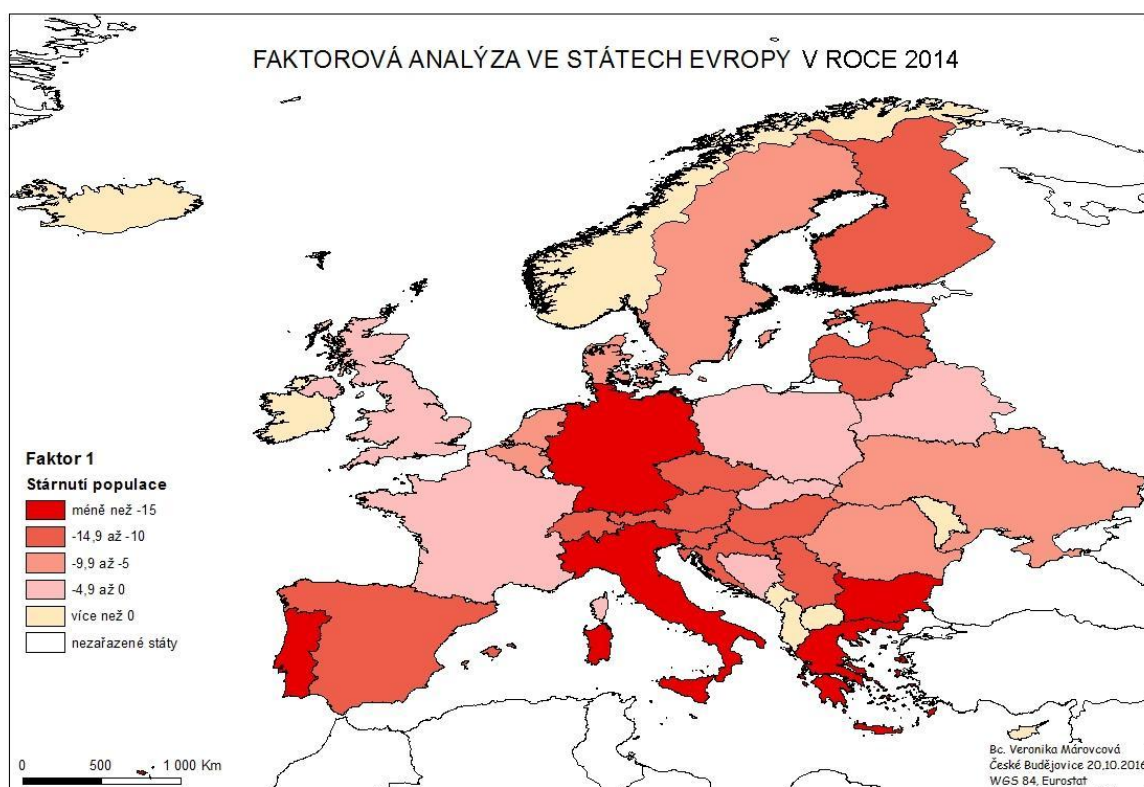 FAKTOROVÁ ANALÝZA VE STÁTECH EVROPY V ROCE 2014
Faktor 1
Stárnutí populace
méně než -15
-14,9 až -10
-9,9 až -5
-4,9 až 0
více než 0
nezařazené státy
0 500 1 000 Km
Bc. Veronika Márovcová
České Budějovice 20,10.2016
WGS 84, Eurostat